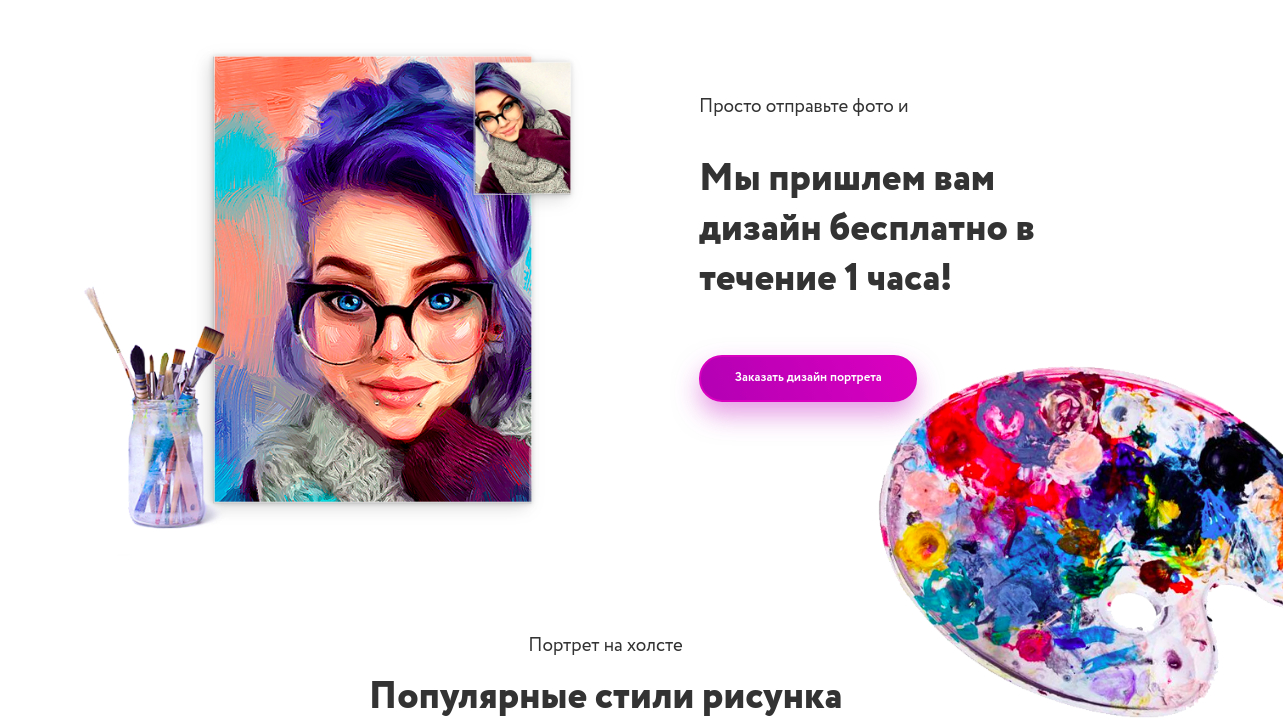 Просто отправьте фото и
Мы пришлем вам
дизайн бесплатно в
течение 1 часа!
Заказать дизайн портрета
Портрет на холсте
Популярные стили рисунка